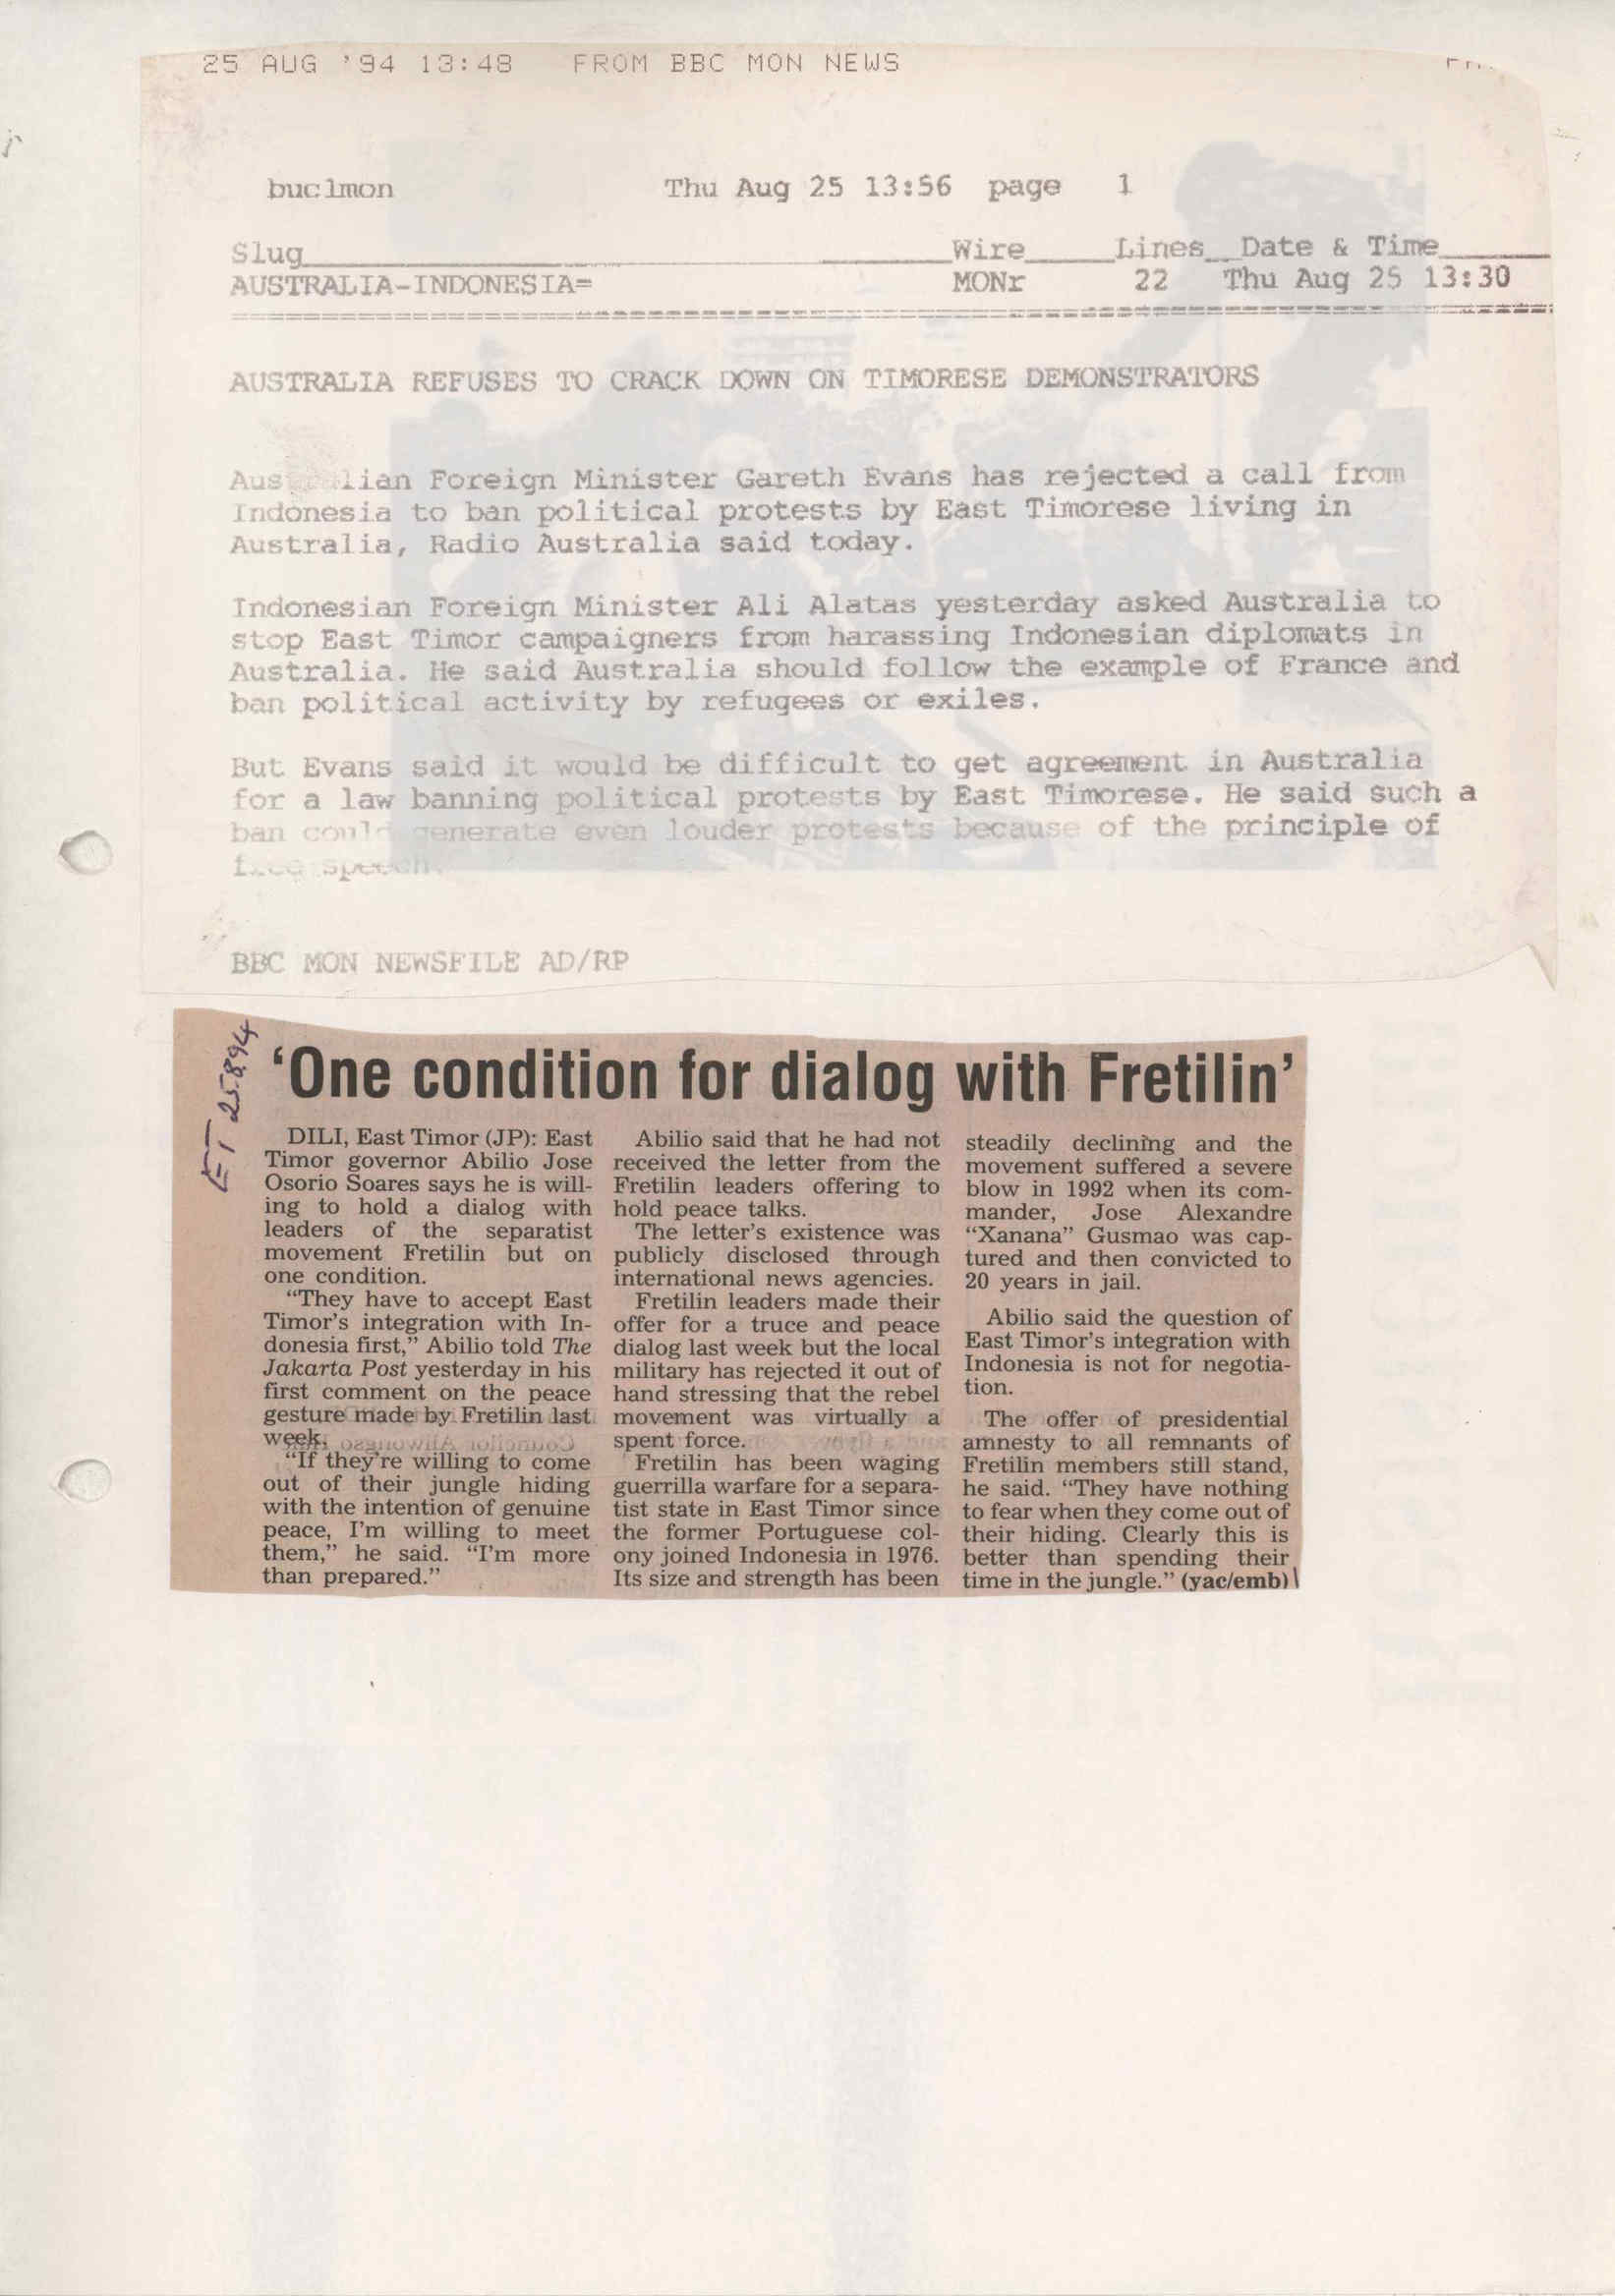 25 AUG '94 13:48 FROM BBC MON NEWS
buclmon Thu Aug 25 13:56 page 1
Slug Wire Lines Date & Time
AUSTRALIA-INDONESIA= MONr 22 Thu Aug 25 13:30
AUSTRALIA REFUSES TO CRACK DOWN ON TIMORESE DEMONSTRATORS
Australian Foreign Minister Gareth Evans has rejected a call from
Indonesia to ban political protests by East Timorese living in
Australia, Radio Australia said today.
Indonesian Foreign Minister Ali Alatas yesterday asked Australia to
stop East Timor campaigners from harassing Indonesian diplomats in
Australia. He said Australia should follow the example of France and
ban political activity by refugees or exiles.
But Evans said it would be difficult to get agreement in Australia
for a law banning political protests by East Timorese. He said such a
ban could generate even louder protests because of the principle of
free speech.
BBC MON NEWSFILE AD/RP
ET 25.8.94
'One condition for dialog with Fretilin'
DILI, East Timor (JP): East
Timor governor Abilio Jose
Osorio Soares says he is will-
ing to hold a dialog with
leaders of the separatist
movement Fretilin but on
one condition.
"They have to accept East
Timor's integration with In-
donesia first," Abilio told The
Jakarta Post yesterday in his
first comment on the peace
gesture made by Fretilin last
week.
"If they're willing to come
out of their jungle hiding
with the intention of genuine
peace, I'm willing to meet
them," he said. "I'm more
than prepared."
Abilio said that he had not
received the letter from the
Fretilin leaders offering to
hold peace talks.
The letter's existence was
publicly disclosed through
international news agencies.
Fretilin leaders made their
offer for a truce and peace
dialog last week but the local
military has rejected it out of
hand stressing that the rebel
movement was virtually a
spent force.
Fretilin has been waging
guerrilla warfare for a separa-
tist state in East Timor since
the former Portuguese col-
ony joined Indonesia in 1976.
Its size and strength has been
steadily declining and the
movement suffered a severe
blow in 1992 when its com-
mander, Jose Alexandre
"Xanana" Gusmao was cap-
tured and then convicted to
20 years in jail.
Abilio said the question of
East Timor's integration with
Indonesia is not for negotia-
tion.
The offer of presidential
amnesty to all remnants of
Fretilin members still stand,
he said. "They have nothing
to fear when they come out of
their hiding. Clearly this is
better than spending their
time in the jungle." (yac/emb)